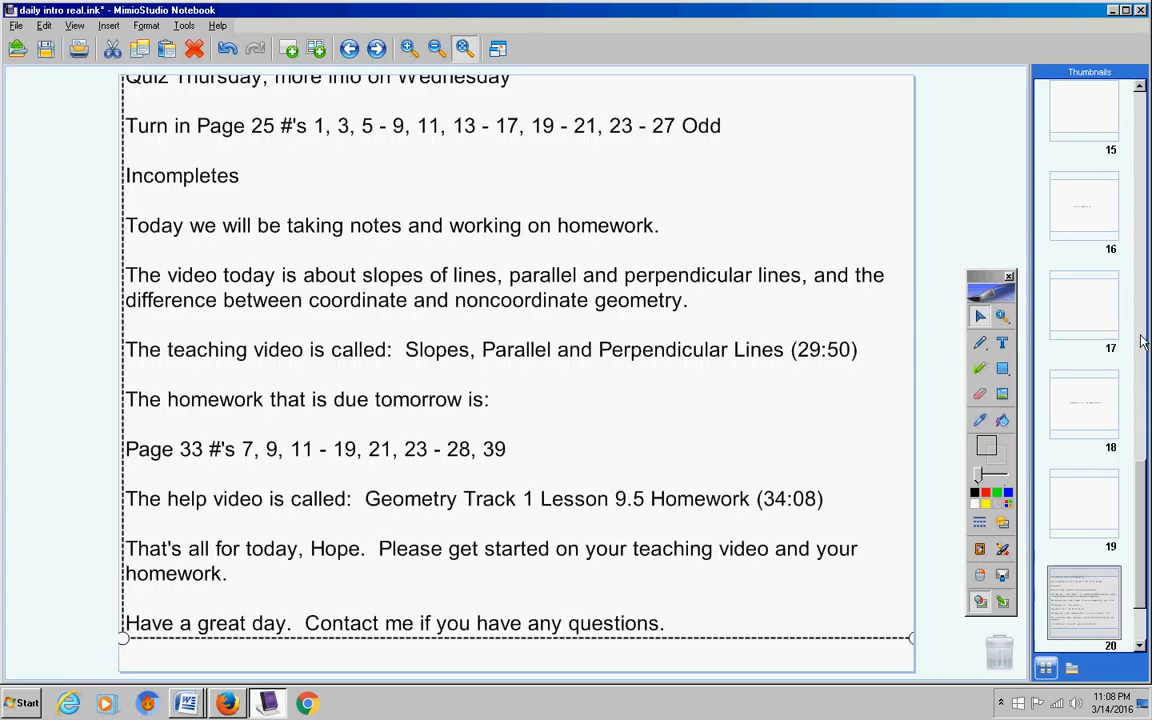 daily intro real.ink* - MimioStudio Notebook
File Edit View Insert Format Tools Help
Quiz Thursday, more info on Wednesday
Turn in Page 25 #'s 1, 3, 5 - 9, 11, 13 - 17, 19 - 21, 23 - 27 Odd
Incompletes
Today we will be taking notes and working on homework.
The video today is about slopes of lines, parallel and perpendicular lines, and the
difference between coordinate and noncoordinate geometry.
The teaching video is called:  Slopes, Parallel and Perpendicular Lines (29:50)
The homework that is due tomorrow is:
Page 33 #'s 7, 9, 11 - 19, 21, 23 - 28, 39
The help video is called:  Geometry Track 1 Lesson 9.5 Homework (34:08)
That's all for today, Hope.  Please get started on your teaching video and your
homework.
Have a great day.  Contact me if you have any questions.
Thumbnails
15
16
17
18
19
20
Start
11:08 PM
3/14/2016